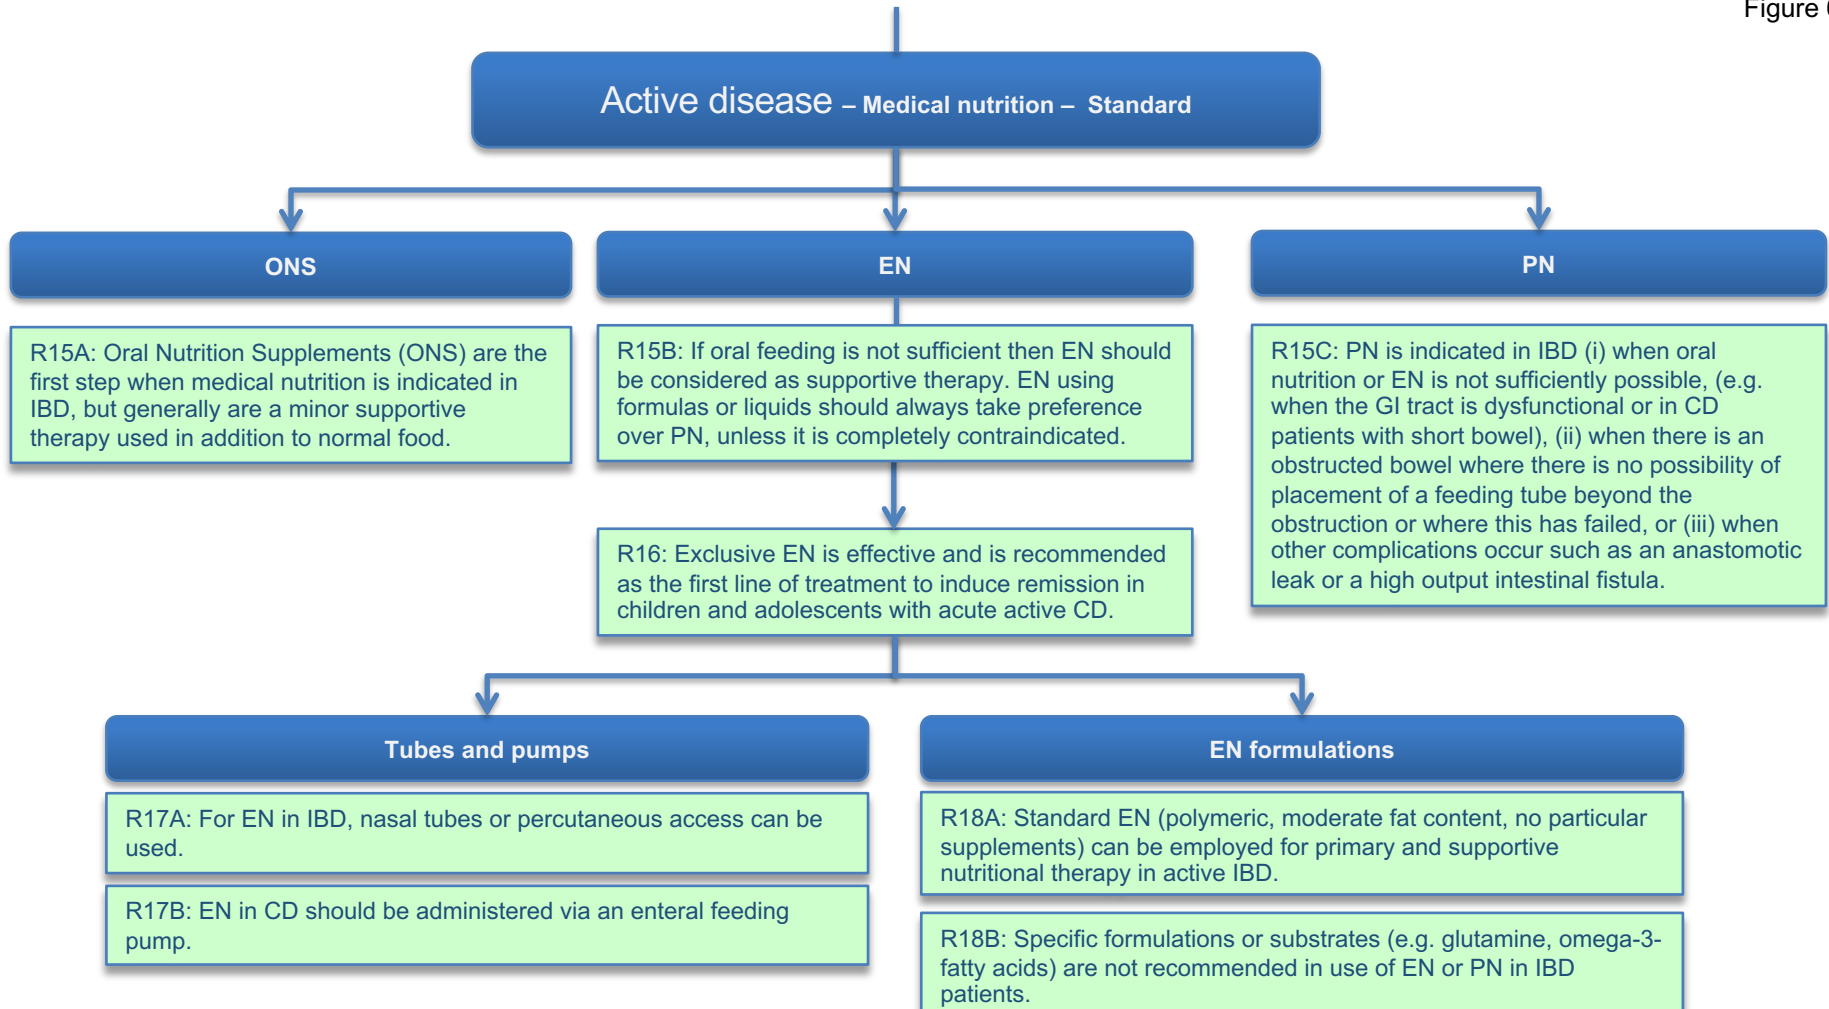 Figure
Active disease – Medical nutrition – Standard
ONS
EN
PN
R15A: Oral Nutrition Supplements (ONS) are the
first step when medical nutrition is indicated in
IBD, but generally are a minor supportive
therapy used in addition to normal food.
R15B: If oral feeding is not sufficient then EN should
be considered as supportive therapy. EN using
formulas or liquids should always take preference
over PN, unless it is completely contraindicated.
R15C: PN is indicated in IBD (i) when oral
nutrition or EN is not sufficiently possible, (e.g.
when the GI tract is dysfunctional or in CD
patients with short bowel), (ii) when there is an
obstructed bowel where there is no possibility of
placement of a feeding tube beyond the
obstruction or where this has failed, or (iii) when
other complications occur such as an anastomotic
leak or a high output intestinal fistula.
R16: Exclusive EN is effective and is recommended
as the first line of treatment to induce remission in
children and adolescents with acute active CD.
Tubes and pumps
R17A: For EN in IBD, nasal tubes or percutaneous access can be
used.
R17B: EN in CD should be administered via an enteral feeding
pump.
EN formulations
R18A: Standard EN (polymeric, moderate fat content, no particular
supplements) can be employed for primary and supportive
nutritional therapy in active IBD.
R18B: Specific formulations or substrates (e.g. glutamine, omega-3-
fatty acids) are not recommended in use of EN or PN in IBD
patients.